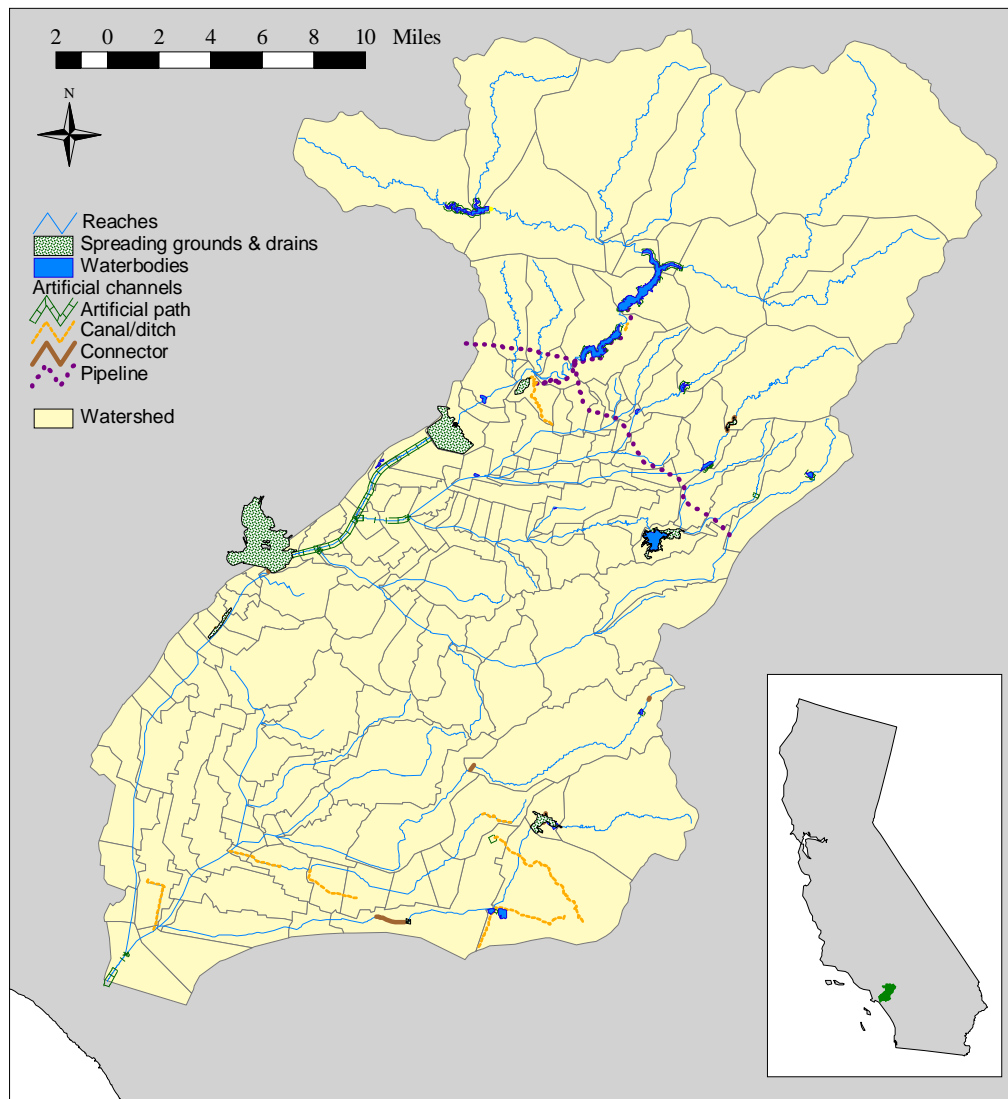 2 0 2 4 6 8 10 Miles
N
Reaches
Spreading grounds & drains
Waterbodies
Artificial channels
Artificial path
Canal/ditch
Connector
Pipeline
Watershed